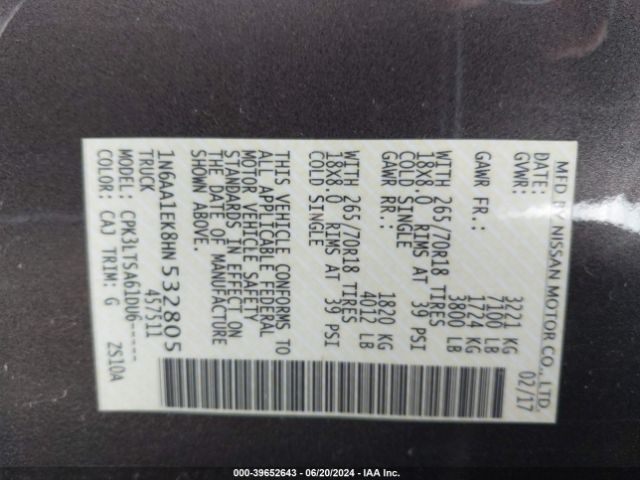 MFD BY NISSAN MOTOR CO., LTD.
DATE: 02/17
GVWR: 3221 KG
7100 LB
GAWR FR.: 1724 KG
3800 LB
WITH 265/70R18 TIRES
18X8.0 RIMS AT 39 PSI
COLD SINGLE
GAWR RR.: 1820 KG
4012 LB
WITH 265/70R18 TIRES
18X8.0 RIMS AT 39 PSI
COLD SINGLE
THIS VEHICLE CONFORMS TO
ALL APPLICABLE FEDERAL
MOTOR VEHICLE SAFETY
STANDARDS IN EFFECT ON
THE DATE OF MANUFACTURE
SHOWN ABOVE.
1N6AA1EK8HN532805
TRUCK 457511
MODEL: CPK3LTSA61DU6-----
COLOR: CAJ TRIM: G 2S10A
000-39652643 / 06/20/2024 - IAA Inc.